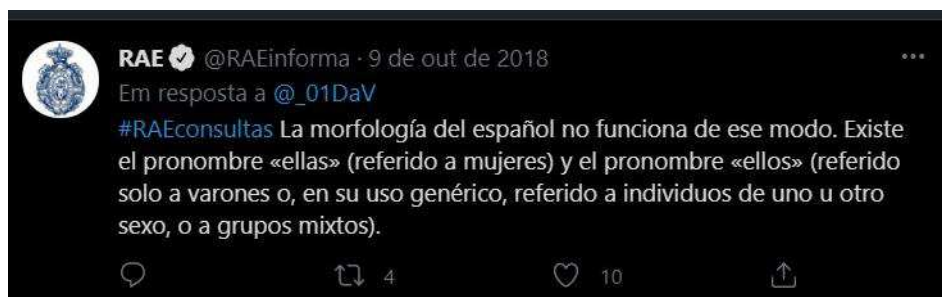 RAE @RAEinforma · 9 de out de 2018
Em resposta a @_01DaV
#RAEconsultas La morfología del español no funciona de ese modo. Existe
el pronombre «ellas» (referido a mujeres) y el pronombre «ellos» (referido
solo a varones o, en su uso genérico, referido a individuos de uno u otro
sexo, o a grupos mixtos).
4 10